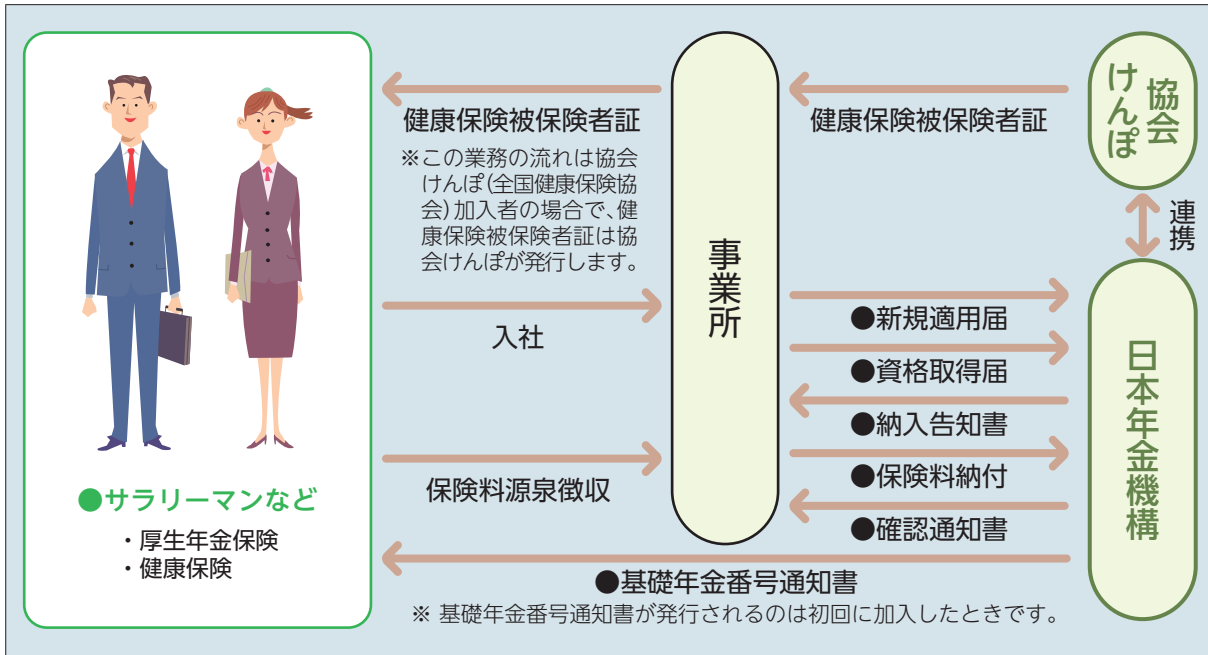 健康保険被保険者証
※この業務の流れは協会
けんぽ(全国健康保険協
会)加入者の場合で、健
康保険被保険者証は協
会けんぽが発行します。
入社
保険料源泉徴収
●サラリーマンなど
・厚生年金保険
・健康保険
事業所
健康保険被保険者証
協会
けんぽ
連携
●新規適用届
●資格取得届
●納入告知書
●保険料納付
●確認通知書
日本年金機構
●基礎年金番号通知書
※ 基礎年金番号通知書が発行されるのは初回に加入したときです。